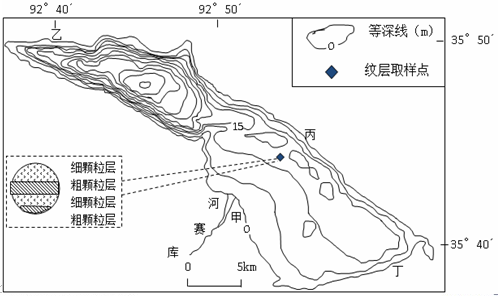 92° 40′
92° 50′
乙
等深线（m）
0
纹层取样点
35° 50′
15
丙
细颗粒层
粗颗粒层
细颗粒层
粗颗粒层
河
甲
0
赛
库
35° 40′
丁
0
5km